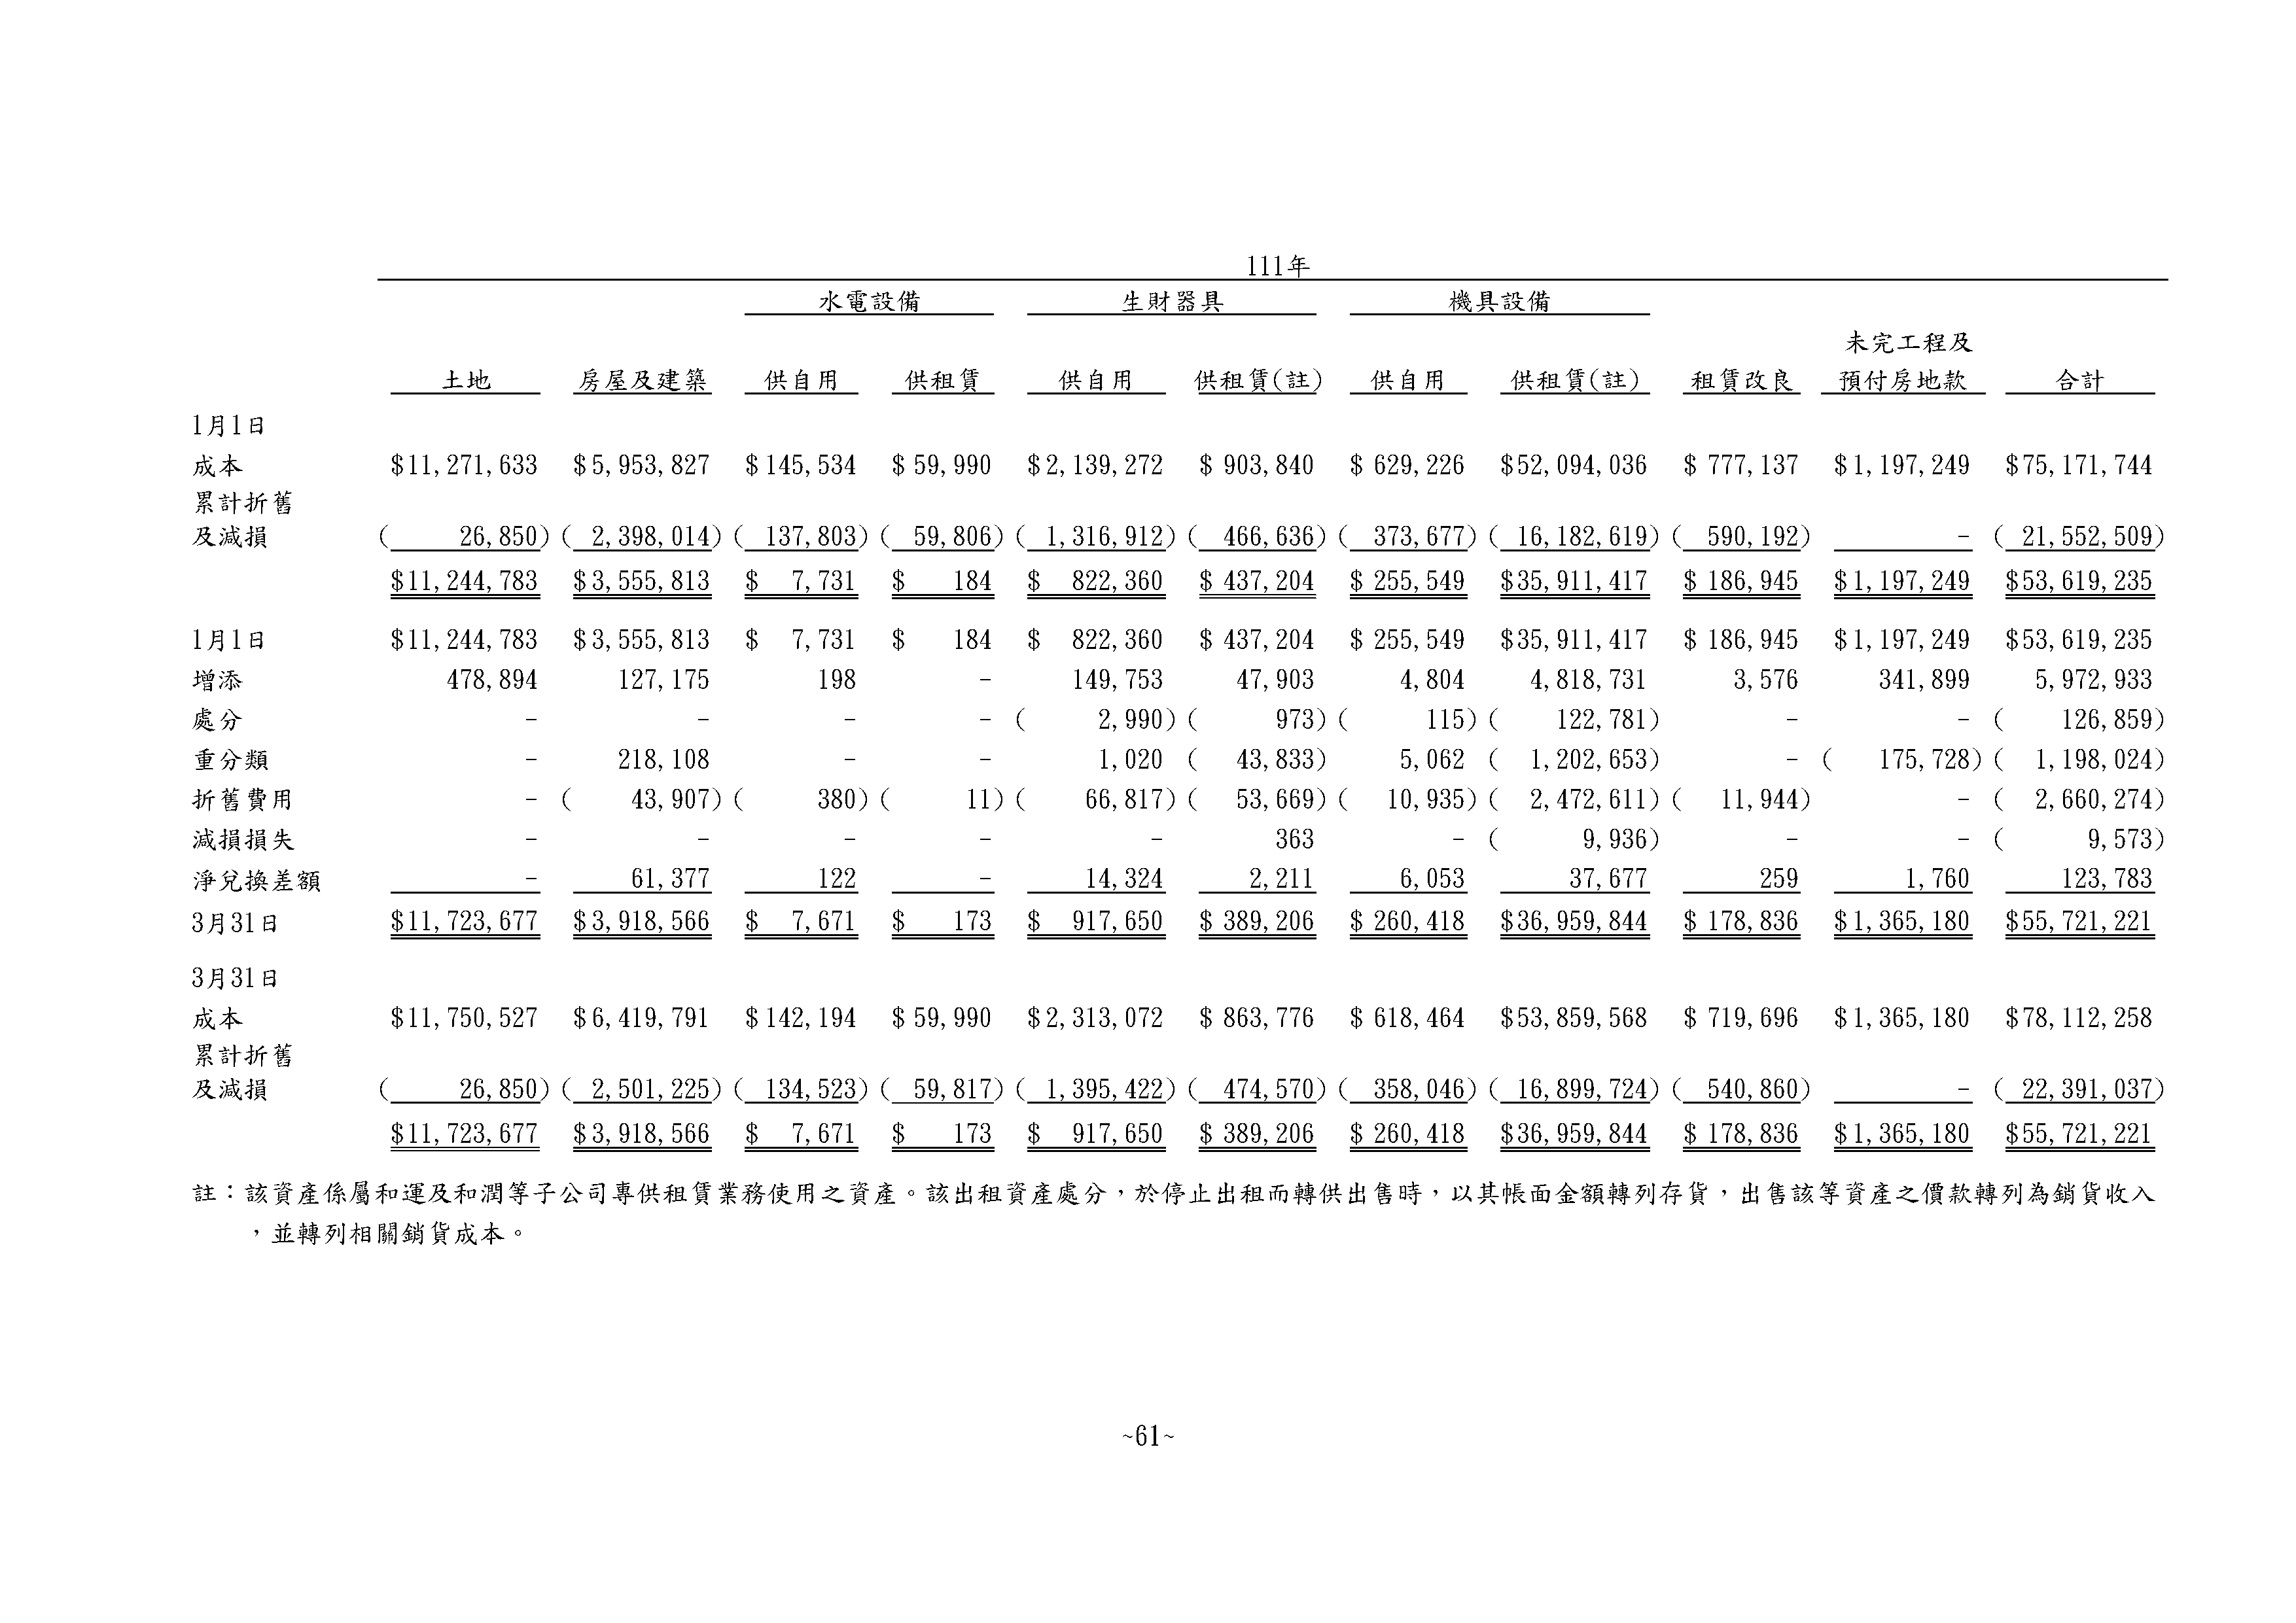 111年
水電設備 生財器具 機具設備
未完工程及
土地 房屋及建築 供自用 供租賃 供自用 供租賃(註) 供自用 供租賃(註) 租賃改良 預付房地款 合計
1月1日
成本 $11,271,633 $5,953,827 $145,534 $59,990 $2,139,272 $903,840 $629,226 $52,094,036 $777,137 $1,197,249 $75,171,744
累計折舊
及減損 ( 26,850) ( 2,398,014) ( 137,803) ( 59,806) ( 1,316,912) ( 466,636) ( 373,677) ( 16,182,619) ( 590,192) - ( 21,552,509)
$11,244,783 $3,555,813 $ 7,731 $ 184 $ 822,360 $437,204 $255,549 $35,911,417 $186,945 $1,197,249 $53,619,235
1月1日 $11,244,783 $3,555,813 $ 7,731 $ 184 $ 822,360 $437,204 $255,549 $35,911,417 $186,945 $1,197,249 $53,619,235
增添 478,894 127,175 198 - 149,753 47,903 4,804 4,818,731 3,576 341,899 5,972,933
處分 - - - - ( 2,990) ( 973) ( 115) ( 122,781) - - ( 126,859)
重分類 - 218,108 - - 1,020 ( 43,833) 5,062 ( 1,202,653) - ( 175,728) ( 1,198,024)
折舊費用 - ( 43,907) ( 380) ( 11) ( 66,817) ( 53,669) ( 10,935) ( 2,472,611) ( 11,944) - ( 2,660,274)
減損損失 - - - - - 363 - ( 9,936) - - ( 9,573)
淨兌換差額 - 61,377 122 - 14,324 2,211 6,053 37,677 259 1,760 123,783
3月31日 $11,723,677 $3,918,566 $ 7,671 $ 173 $ 917,650 $389,206 $260,418 $36,959,844 $178,836 $1,365,180 $55,721,221
3月31日
成本 $11,750,527 $6,419,791 $142,194 $59,990 $2,313,072 $863,776 $618,464 $53,859,568 $719,696 $1,365,180 $78,112,258
累計折舊
及減損 ( 26,850) ( 2,501,225) ( 134,523) ( 59,817) ( 1,395,422) ( 474,570) ( 358,046) ( 16,899,724) ( 540,860) - ( 22,391,037)
$11,723,677 $3,918,566 $ 7,671 $ 173 $ 917,650 $389,206 $260,418 $36,959,844 $178,836 $1,365,180 $55,721,221
註：該資產係屬和運及和潤等子公司專供租賃業務使用之資產。該出租資產處分，於停止出租而轉供出售時，以其帳面金額轉列存貨，出售該等資產之價款轉列為銷貨收入
，並轉列相關銷貨成本。
~61~